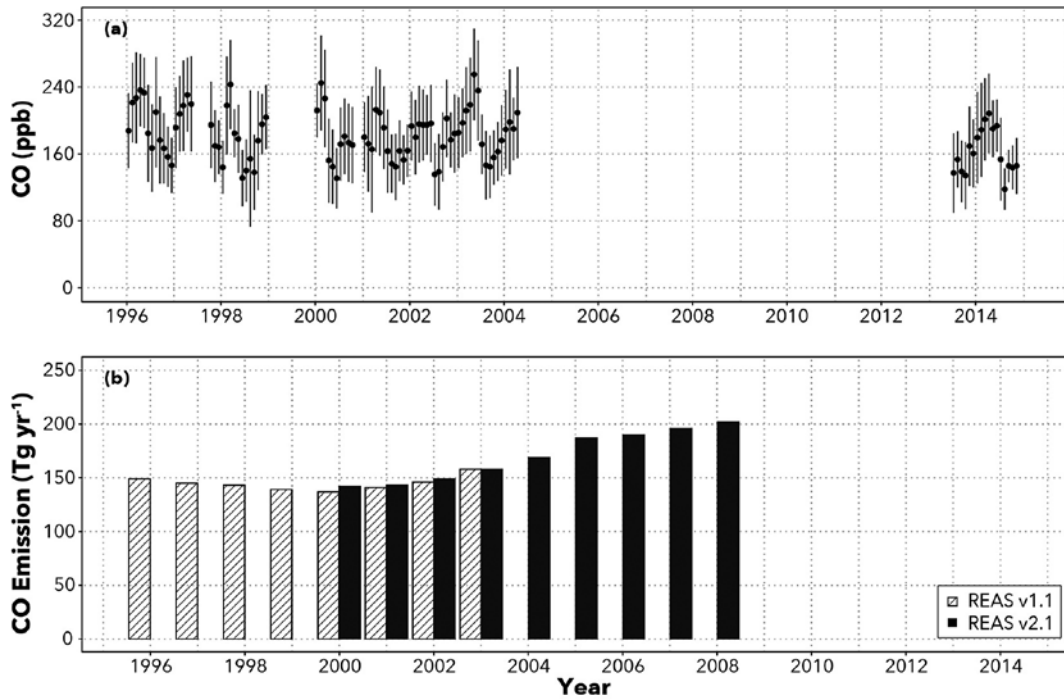 (a)
CO (ppb)
320
240
160
80
0
1996 1998 2000 2002 2004 2006 2008 2010 2012 2014
(b)
CO Emission (Tg yr⁻¹)
250
200
150
100
50
0
REAS v1.1
REAS v2.1
1996 1998 2000 2002 2004 2006 2008 2010 2012 2014
Year